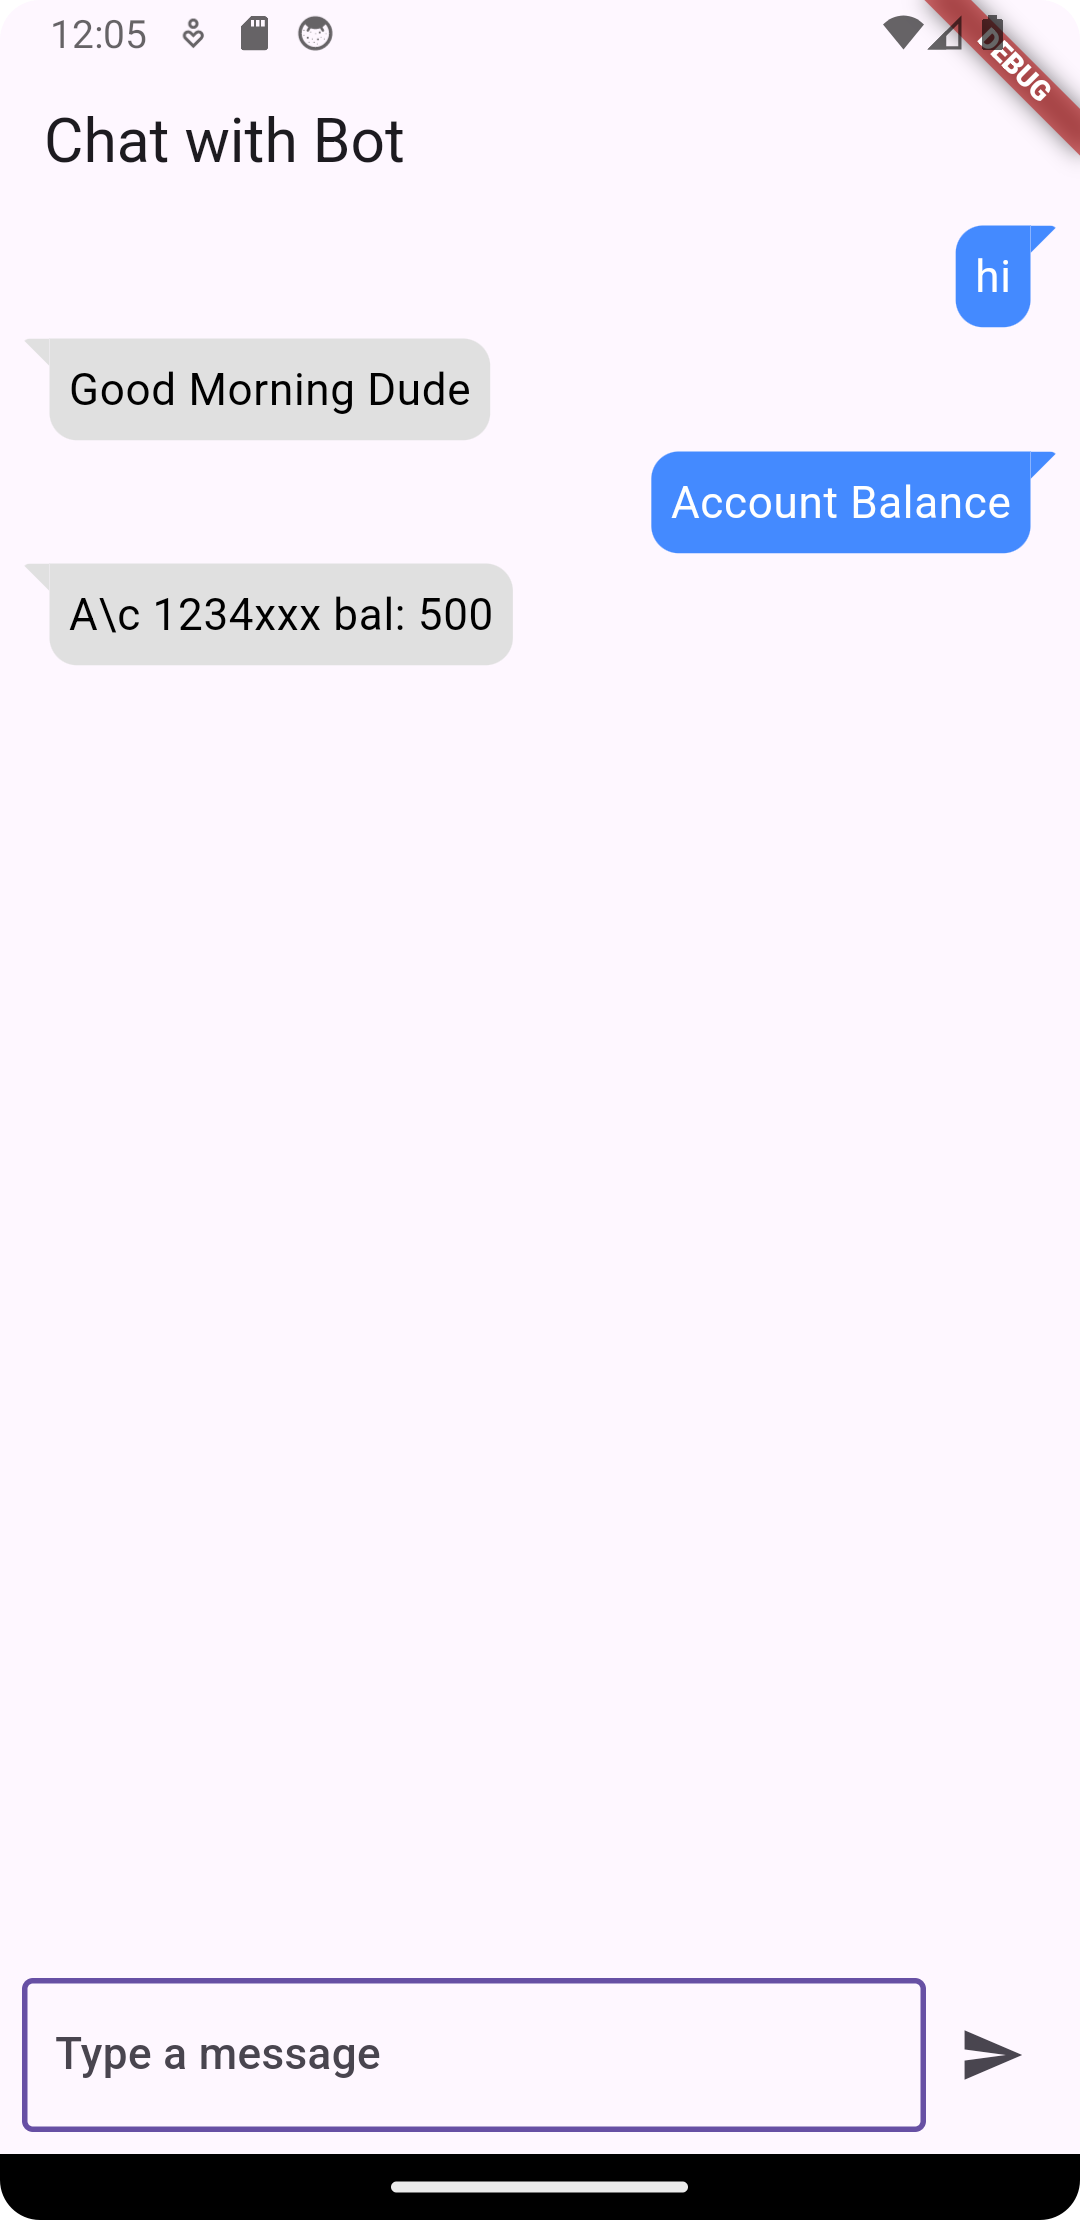 12:05
DEBUG
Chat with Bot
hi
Good Morning Dude
Account Balance
A\c 1234xxx bal: 500
Type a message